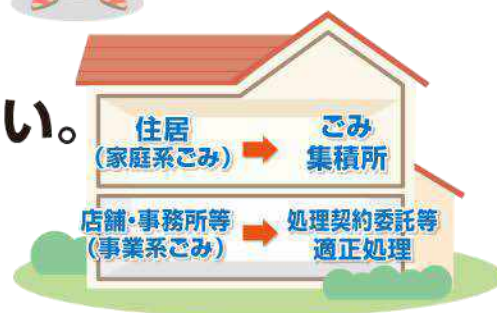 い。
住居
(家庭系ごみ)
ごみ
集積所
店舗・事務所等
(事業系ごみ)
処理契約委託等
適正処理